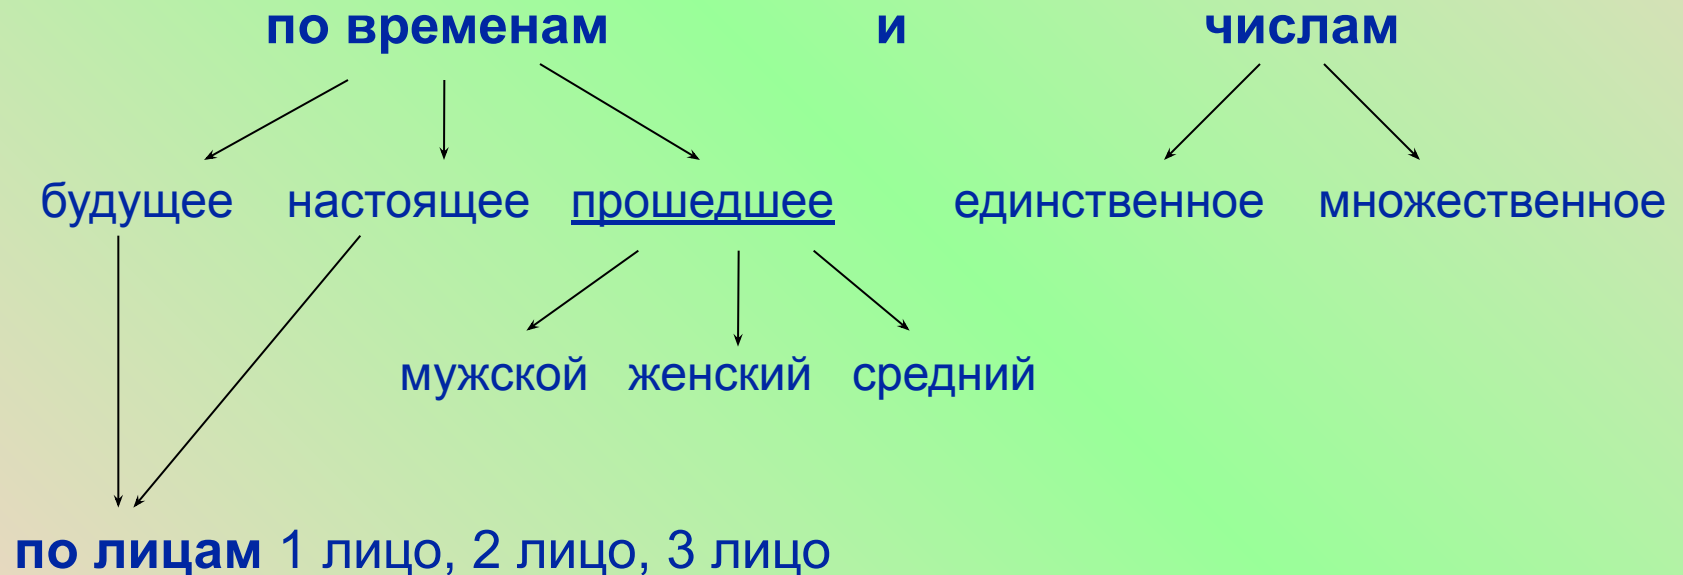 по временам и числам
будущее настоящее прошедшее единственное множественное
мужской женский средний
по лицам 1 лицо, 2 лицо, 3 лицо